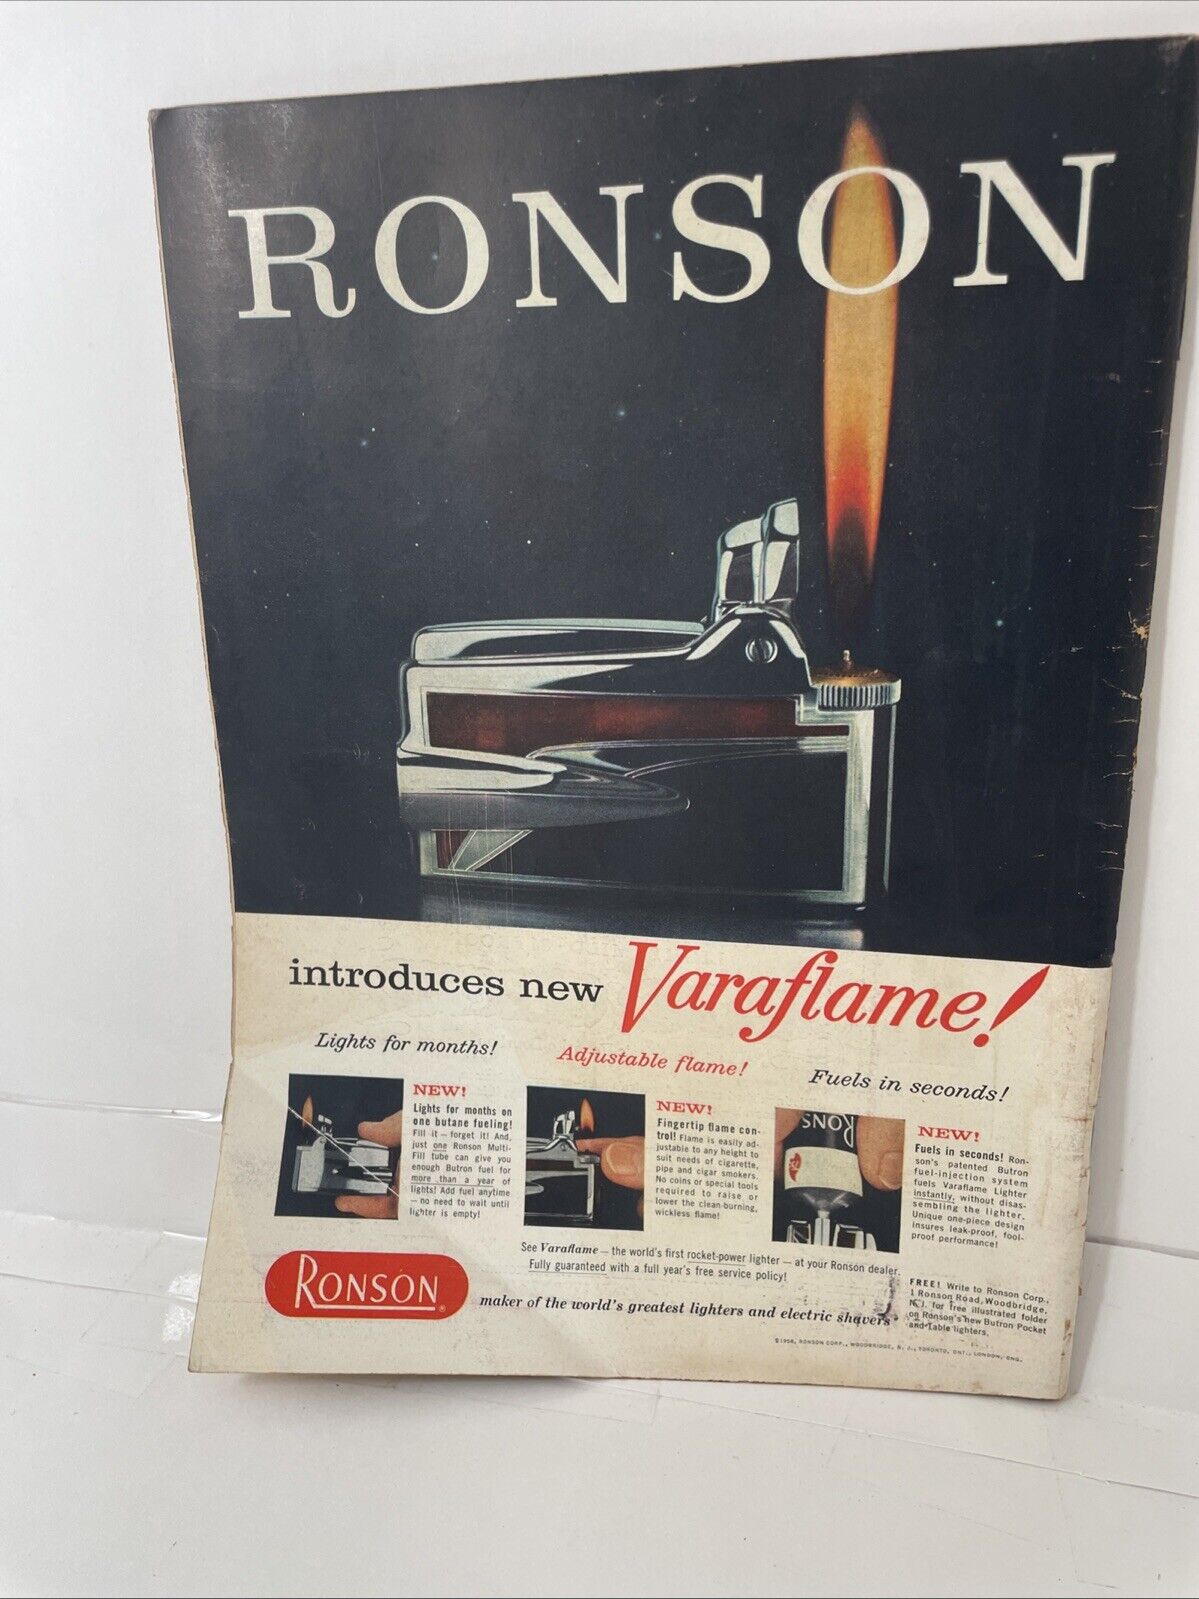 RONSON
introduces new Varaflame!
Lights for months!
NEW!
Lights for months on
one butane fueling!
Fill it — forget it! And,
just one Ronson Multi-
Fill tube can give you
enough Butron fuel for
more than a year of
lights! Add fuel anytime
— no need to wait until
lighter is empty!
Adjustable flame!
NEW!
Fingertip flame con-
trol! Flame is easily ad-
justable to any height to
suit needs of cigarette,
pipe and cigar smokers.
No coins or special tools
required to raise or
lower the clean-burning,
wickless flame!
Fuels in seconds!
RONS
NEW!
Fuels in seconds! Ron-
son's patented Butron
fuel-injection system
fuels Varaflame Lighter
instantly, without disas-
sembling the lighter.
Unique one-piece design
insures leak-proof, fool-
proof performance!
See Varaflame — the world's first rocket-power lighter — at your Ronson dealer.
Fully guaranteed with a full year's free service policy!
RONSON
maker of the world's greatest lighters and electric shavers
FREE! Write to Ronson Corp.,
1 Ronson Road, Woodbridge,
N.J. for free illustrated folder
on Ronson's new Butron Pocket
and Table lighters.
©1958, RONSON CORP., WOODBRIDGE, N. J., TORONTO, ONT., LONDON, ENG.